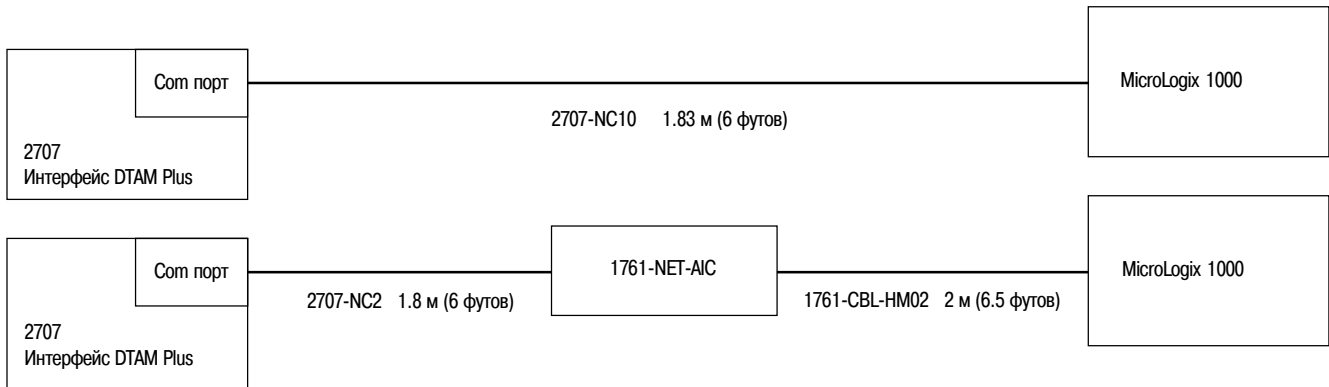 Com порт
MicroLogix 1000
2707-NC10 1.83 м (6 футов)
2707
Интерфейс DTAM Plus
Com порт
1761-NET-AIC
MicroLogix 1000
2707-NC2 1.8 м (6 футов)
1761-CBL-HM02 2 м (6.5 футов)
2707
Интерфейс DTAM Plus